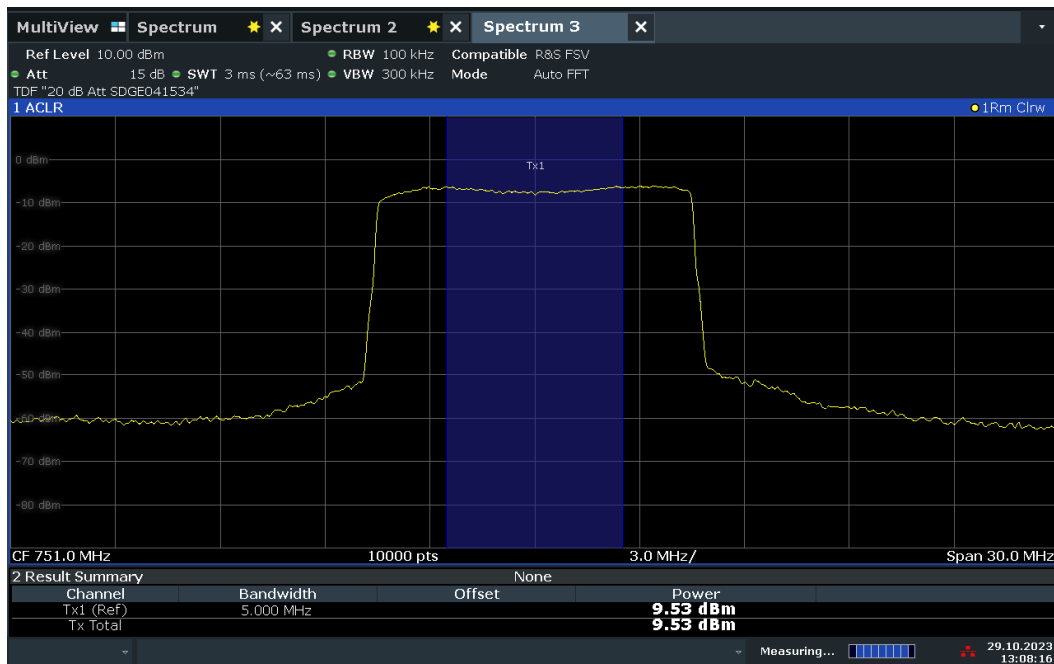 MultiView Spectrum Spectrum 2 Spectrum 3
Ref Level 10.00 dBm RBW 100 kHz Compatible R&S FSV
Att 15 dB SWT 3 ms (~63 ms) VBW 300 kHz Mode Auto FFT
TDF "20 dB Att SDGE041534"
1 ACLR 1Rm Clrw
0 dBm
Tx1
-10 dBm
-20 dBm
-30 dBm
-40 dBm
-50 dBm
-60 dBm
-70 dBm
-80 dBm
CF 751.0 MHz 10000 pts 3.0 MHz/ Span 30.0 MHz
2 Result Summary None
Channel Bandwidth Offset Power
Tx1 (Ref) 5.000 MHz 9.53 dBm
Tx Total 9.53 dBm
Measuring... 29.10.2023
13:08:16